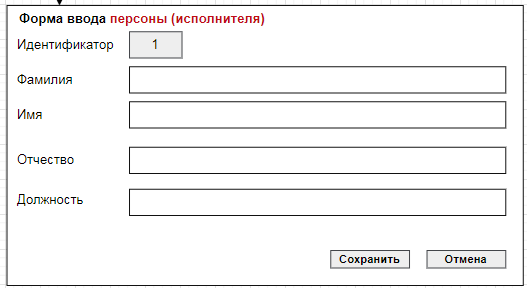 Форма ввода персоны (исполнителя)
Идентификатор 1
Фамилия
Имя
Отчество
Должность
Сохранить Отмена